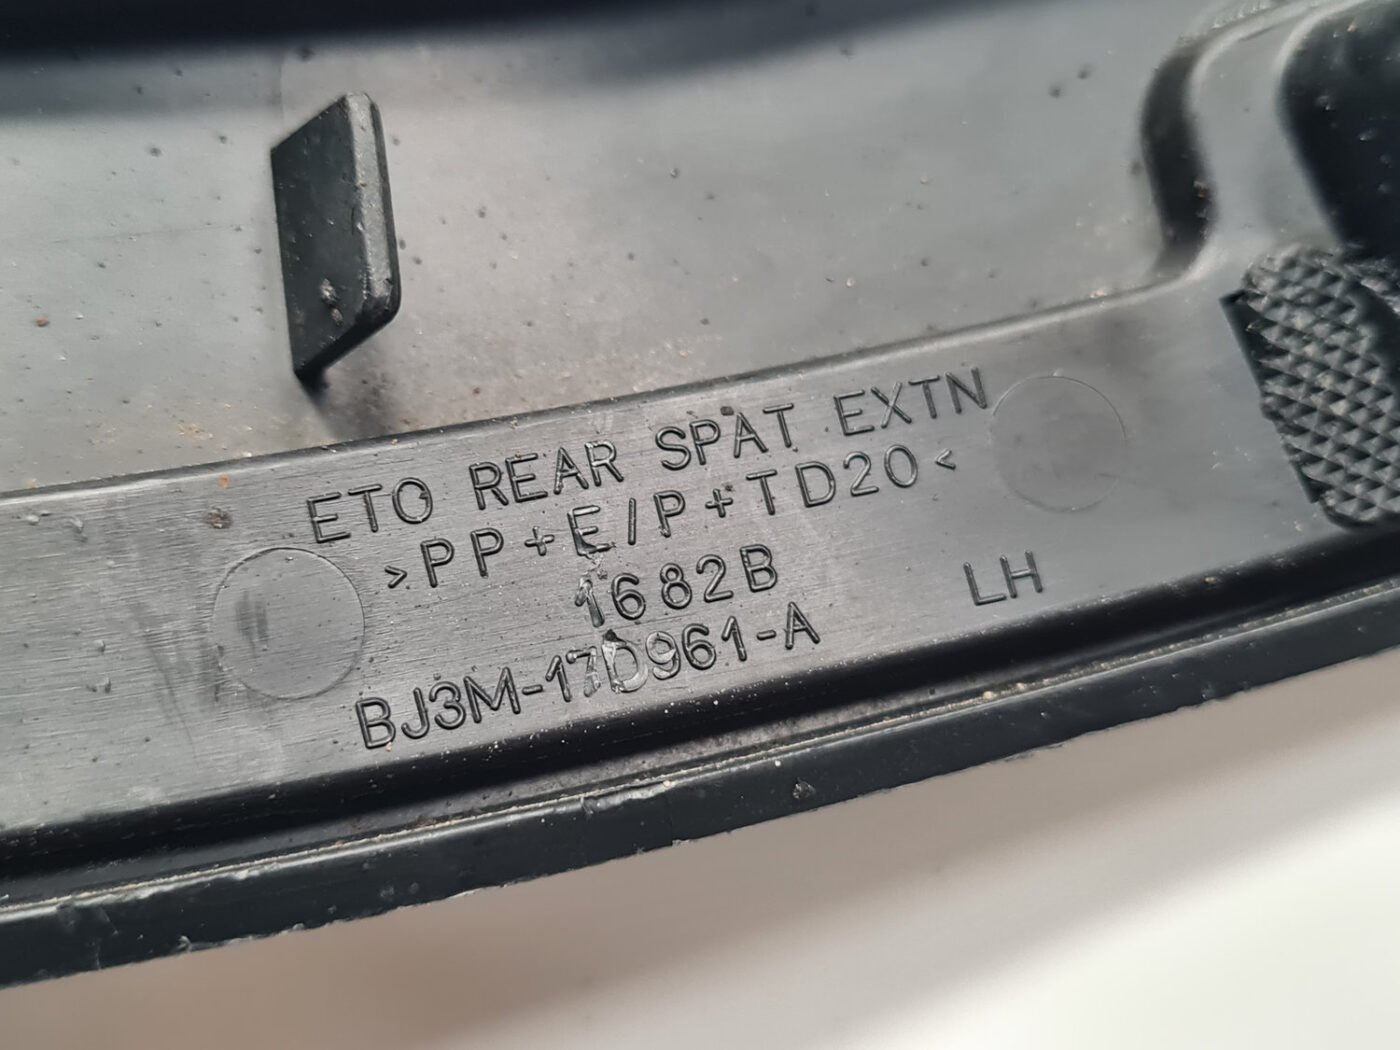 ETO REAR SPAT EXTN
>PP+E/P+TD20<
1682B
LH
BJ3M-17D961-A